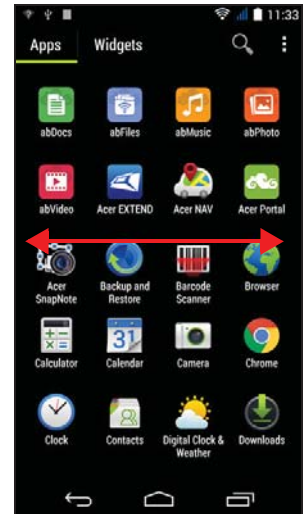 11:33
Apps Widgets
abDocs abFiles abMusic abPhoto
abVideo Acer EXTEND Acer NAV Acer Portal
Acer Backup and Barcode Browser
SnapNote Restore Scanner
Calculator Calendar Camera Chrome
31
Clock Contacts Digital Clock & Downloads
Weather